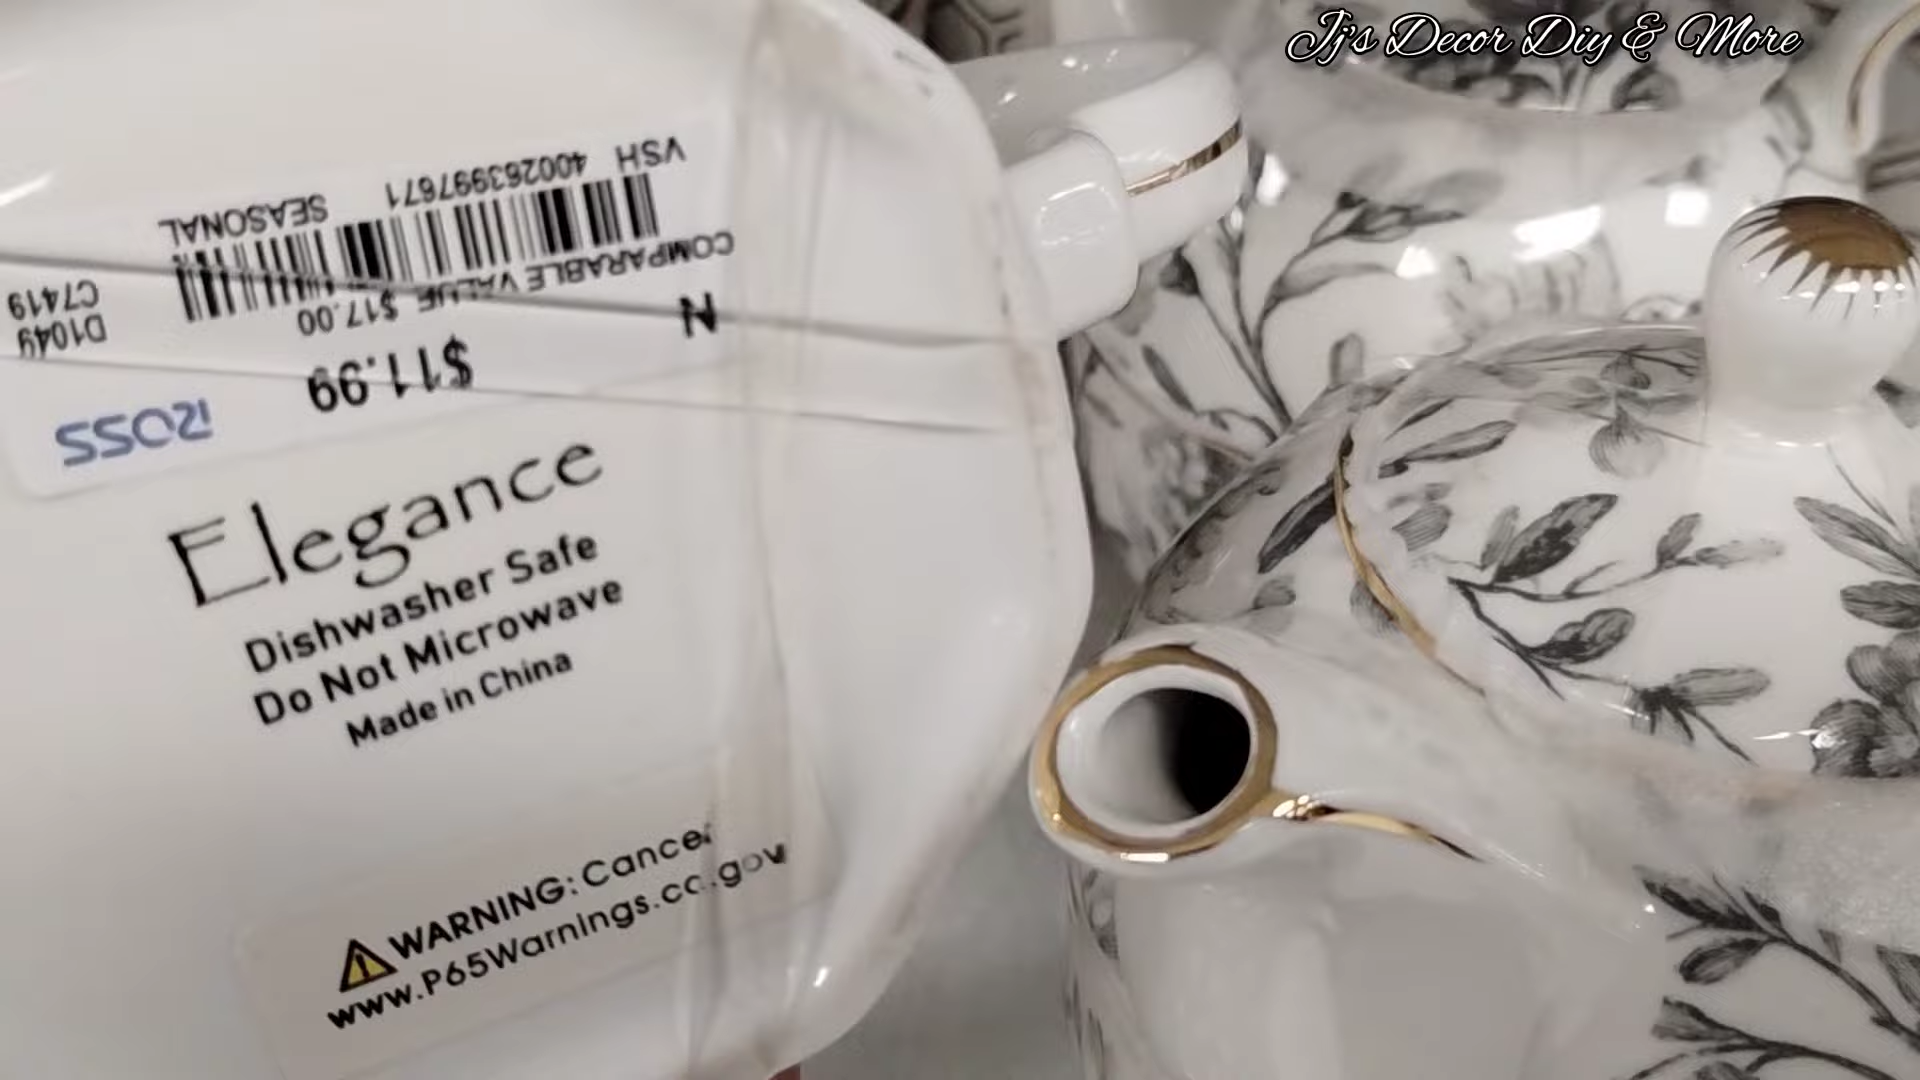 Jj's Decor Diy & More
ROSS
$11.99
N
D1049
C7419
COMPARABLE VALUE $17.00
SEASONAL
400263997671 VSH
Elegance
Dishwasher Safe
Do Not Microwave
Made in China
WARNING: Cancer
www.P65Warnings.ca.gov